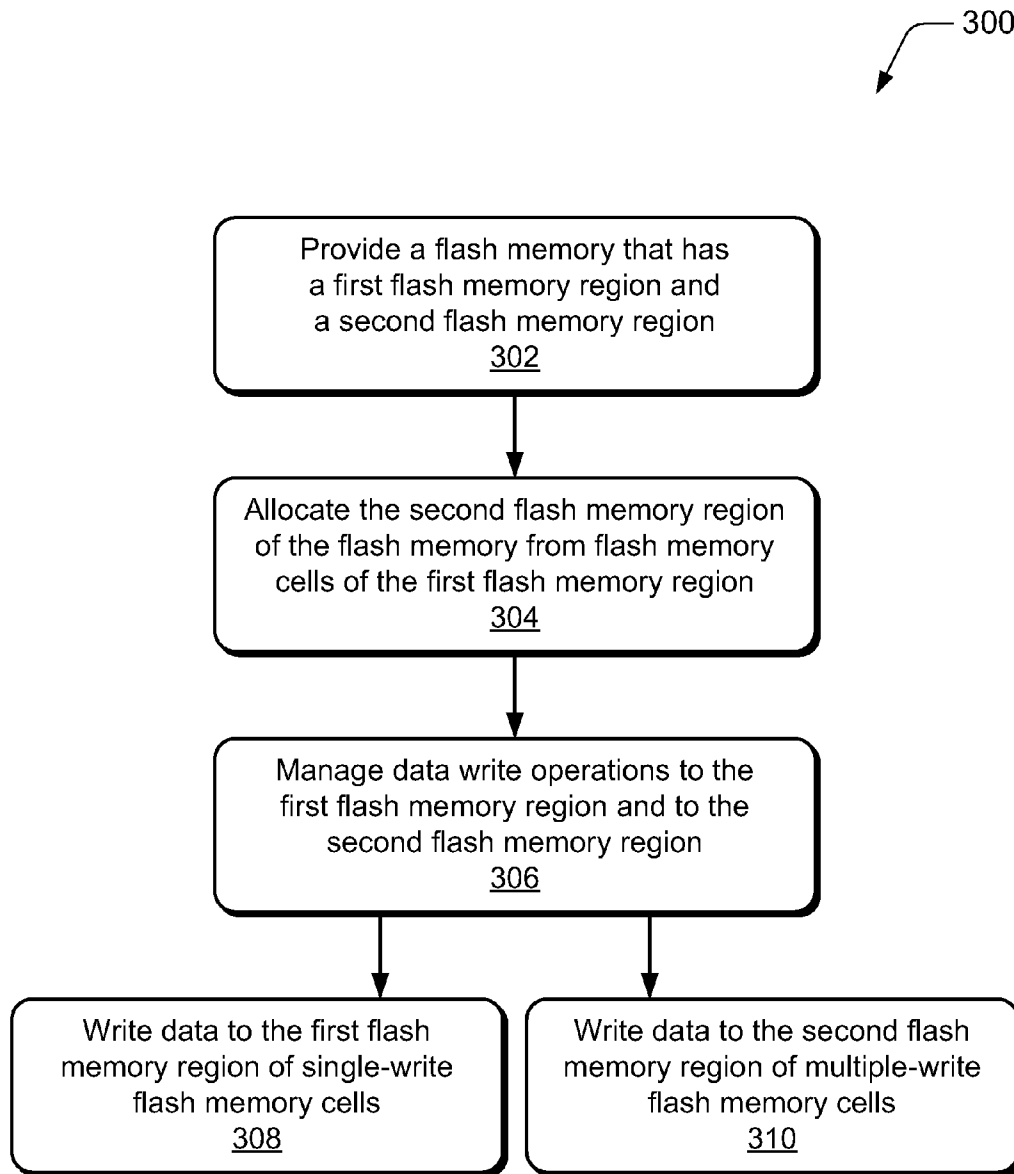 300
Provide a flash memory that has
a first flash memory region and
a second flash memory region
302
Allocate the second flash memory region
of the flash memory from flash memory
cells of the first flash memory region
304
Manage data write operations to the
first flash memory region and to the
second flash memory region
306
Write data to the first flash
memory region of single-write
flash memory cells
308
Write data to the second flash
memory region of multiple-write
flash memory cells
310